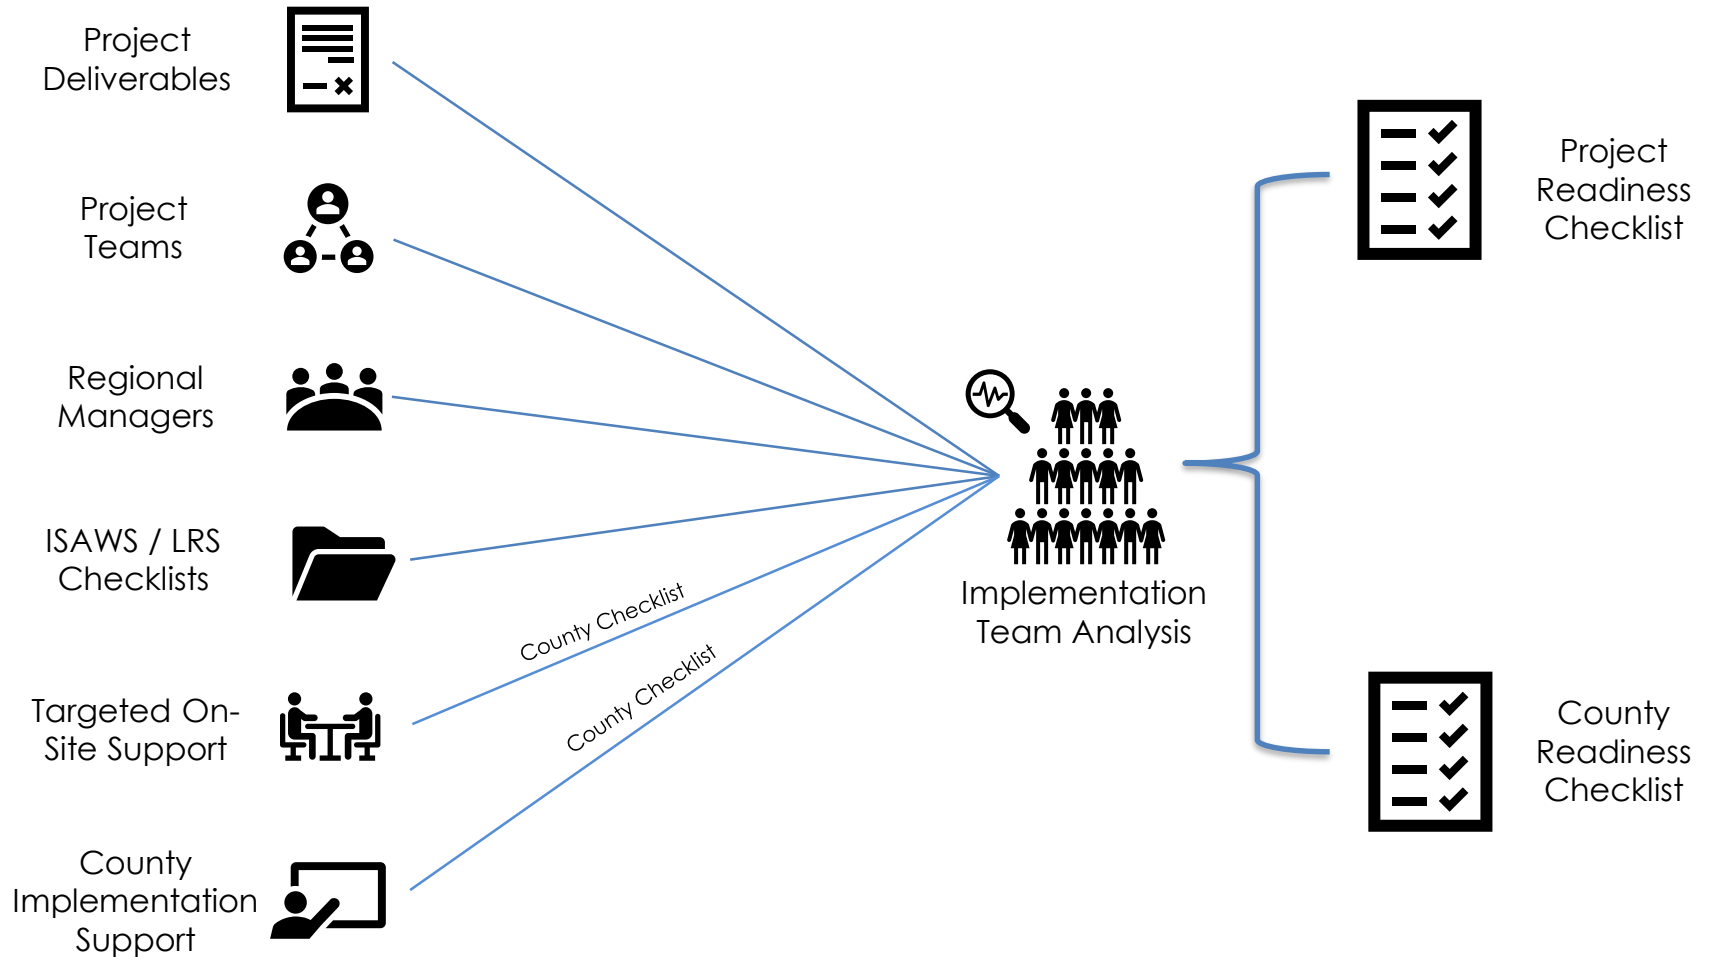 Project
Deliverables
Project
Teams
Regional
Managers
ISAWS / LRS
Checklists
Targeted On-
Site Support
County
Implementation
Support
County Checklist
County Checklist
Implementation
Team Analysis
Project
Readiness
Checklist
County
Readiness
Checklist